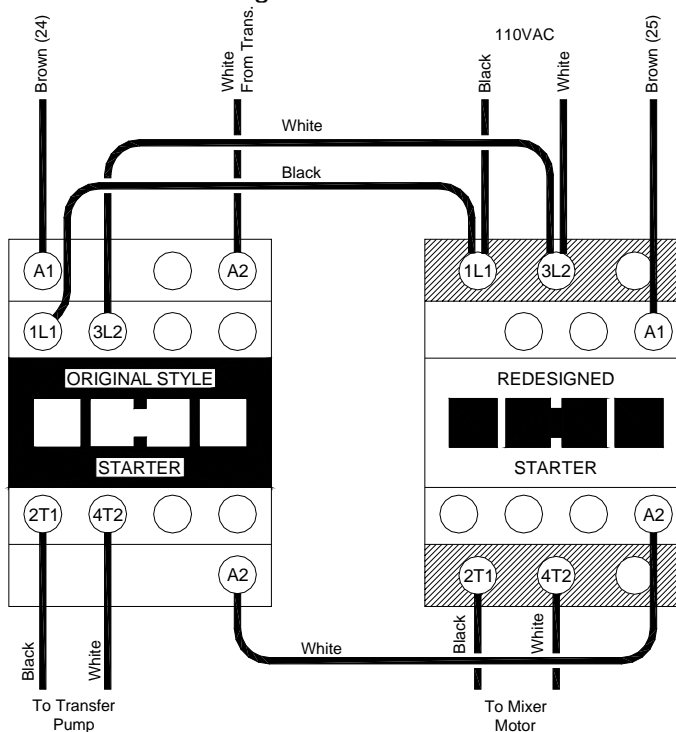 Brown (24)
White
From Trans.
110VAC
Black
White
Brown (25)
White
Black
A1
A2
1L1
3L2
1L1
3L2
A1
ORIGINAL STYLE
STARTER
REDESIGNED
STARTER
2T1
4T2
A2
A2
2T1
4T2
Black
White
White
Black
White
To Transfer
Pump
To Mixer
Motor